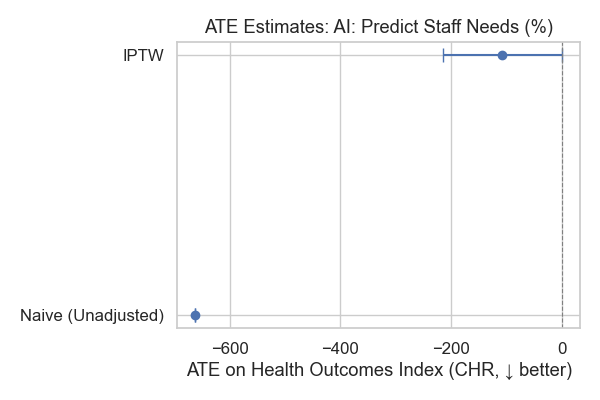 ATE Estimates: AI: Predict Staff Needs (%)
IPTW
Naive (Unadjusted)
−600 −400 −200 0
ATE on Health Outcomes Index (CHR, ↓ better)